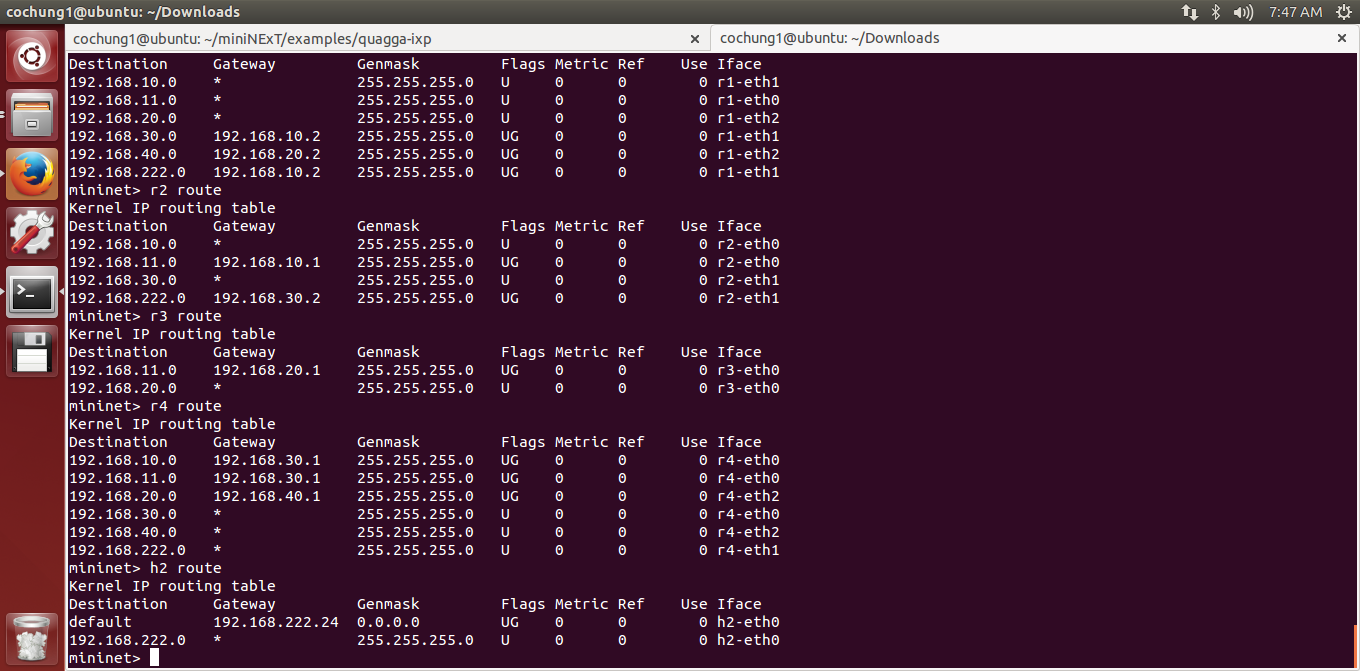 cochung1@ubuntu: ~/Downloads
7:47 AM
cochung1@ubuntu: ~/miniNExT/examples/quagga-ixp × cochung1@ubuntu: ~/Downloads ×
Destination Gateway Genmask Flags Metric Ref Use Iface
192.168.10.0 * 255.255.255.0 U 0 0 0 r1-eth1
192.168.11.0 * 255.255.255.0 U 0 0 0 r1-eth0
192.168.20.0 * 255.255.255.0 U 0 0 0 r1-eth2
192.168.30.0 192.168.10.2 255.255.255.0 UG 0 0 0 r1-eth1
192.168.40.0 192.168.20.2 255.255.255.0 UG 0 0 0 r1-eth2
192.168.222.0 192.168.10.2 255.255.255.0 UG 0 0 0 r1-eth1
mininet> r2 route
Kernel IP routing table
Destination Gateway Genmask Flags Metric Ref Use Iface
192.168.10.0 * 255.255.255.0 U 0 0 0 r2-eth0
192.168.11.0 192.168.10.1 255.255.255.0 UG 0 0 0 r2-eth0
192.168.30.0 * 255.255.255.0 U 0 0 0 r2-eth1
192.168.222.0 192.168.30.2 255.255.255.0 UG 0 0 0 r2-eth1
mininet> r3 route
Kernel IP routing table
Destination Gateway Genmask Flags Metric Ref Use Iface
192.168.11.0 192.168.20.1 255.255.255.0 UG 0 0 0 r3-eth0
192.168.20.0 * 255.255.255.0 U 0 0 0 r3-eth0
mininet> r4 route
Kernel IP routing table
Destination Gateway Genmask Flags Metric Ref Use Iface
192.168.10.0 192.168.30.1 255.255.255.0 UG 0 0 0 r4-eth0
192.168.11.0 192.168.30.1 255.255.255.0 UG 0 0 0 r4-eth0
192.168.20.0 192.168.40.1 255.255.255.0 UG 0 0 0 r4-eth2
192.168.30.0 * 255.255.255.0 U 0 0 0 r4-eth0
192.168.40.0 * 255.255.255.0 U 0 0 0 r4-eth2
192.168.222.0 * 255.255.255.0 U 0 0 0 r4-eth1
mininet> h2 route
Kernel IP routing table
Destination Gateway Genmask Flags Metric Ref Use Iface
default 192.168.222.24 0.0.0.0 UG 0 0 0 h2-eth0
192.168.222.0 * 255.255.255.0 U 0 0 0 h2-eth0
mininet>